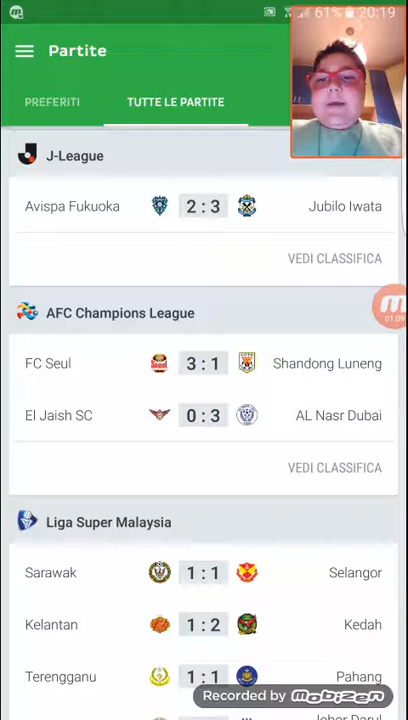 61% 20:19
Partite
PREFERITI TUTTE LE PARTITE
J-League
Avispa Fukuoka 2 : 3 Jubilo Iwata
VEDI CLASSIFICA
01:09
AFC Champions League
FC Seul 3 : 1 Shandong Luneng
El Jaish SC 0 : 3 AL Nasr Dubai
VEDI CLASSIFICA
Liga Super Malaysia
Sarawak 1 : 1 Selangor
Kelantan 1 : 2 Kedah
Terengganu 1 : 1 Pahang
Recorded by mobizen